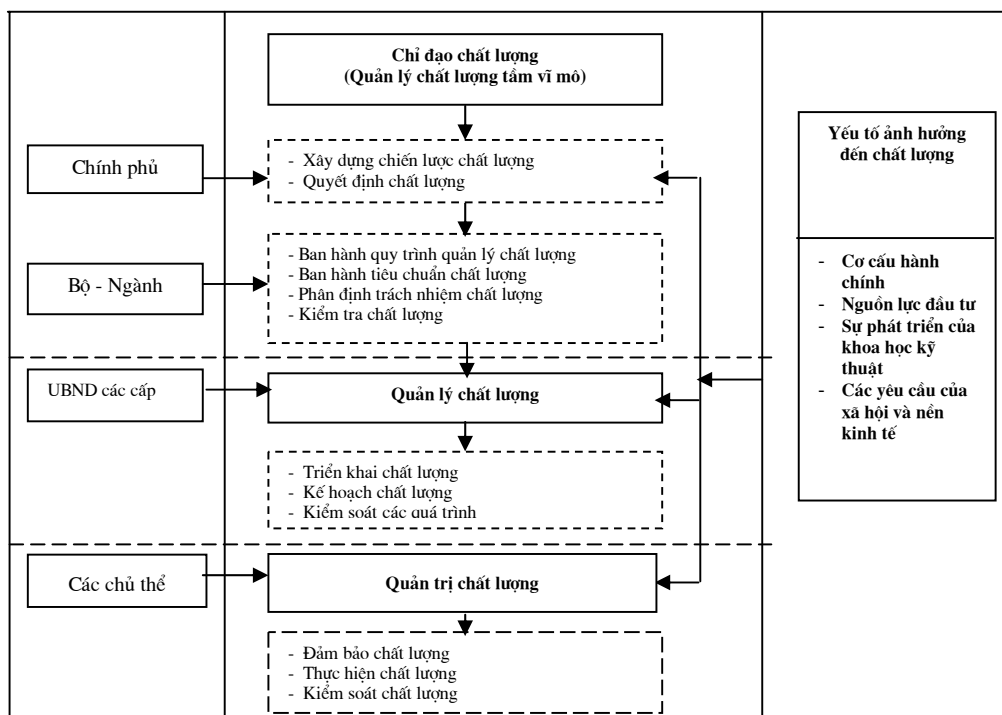 Chỉ đạo chất lượng
(Quản lý chất lượng tầm vĩ mô)
Chính phủ
- Xây dựng chiến lược chất lượng
- Quyết định chất lượng
Bộ - Ngành
- Ban hành quy trình quản lý chất lượng
- Ban hành tiêu chuẩn chất lượng
- Phân định trách nhiệm chất lượng
- Kiểm tra chất lượng
UBND các cấp
Quản lý chất lượng
- Triển khai chất lượng
- Kế hoạch chất lượng
- Kiểm soát các quá trình
Các chủ thể
Quản trị chất lượng
- Đảm bảo chất lượng
- Thực hiện chất lượng
- Kiểm soát chất lượng
Yếu tố ảnh hưởng
đến chất lượng
- Cơ cấu hành
chính
- Nguồn lực đầu tư
- Sự phát triển của
khoa học kỹ
thuật
- Các yêu cầu của
xã hội và nền
kinh tế